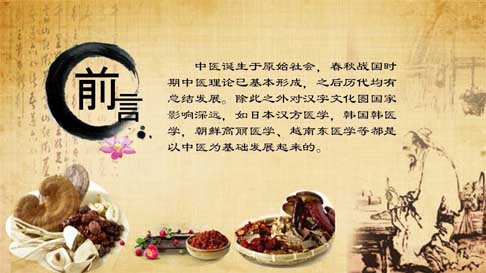 前言
中医诞生于原始社会，春秋战国时
期中医理论已基本形成，之后历代均有
总结发展。除此之外对汉字文化圈国家
影响深远，如日本汉方医学，韩国韩医
学，朝鲜高丽医学、越南东医学等都是
以中医为基础发展起来的。